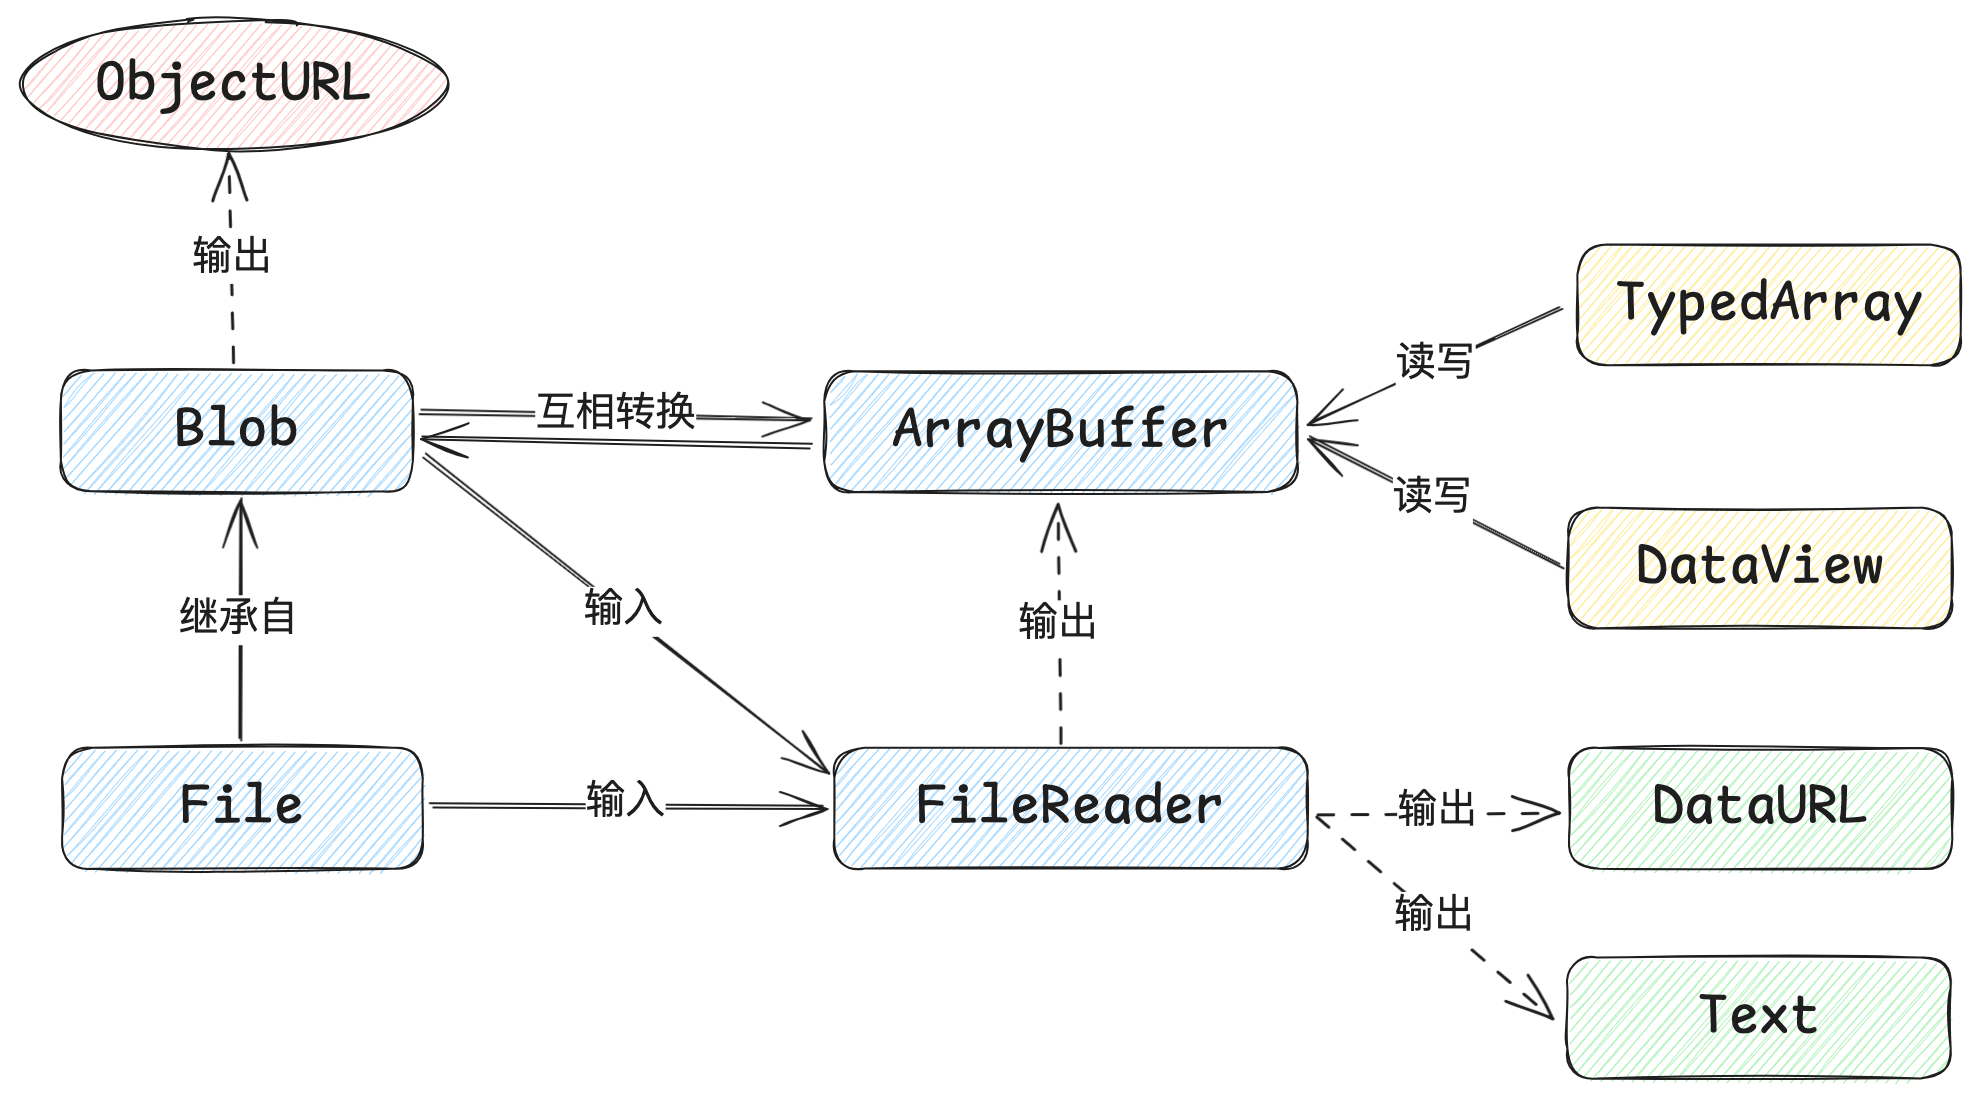 ObjectURL
输出
TypedArray
读写
Blob
互相转换
ArrayBuffer
读写
DataView
继承自
输入
输出
File
输入
FileReader
输出
DataURL
输出
Text